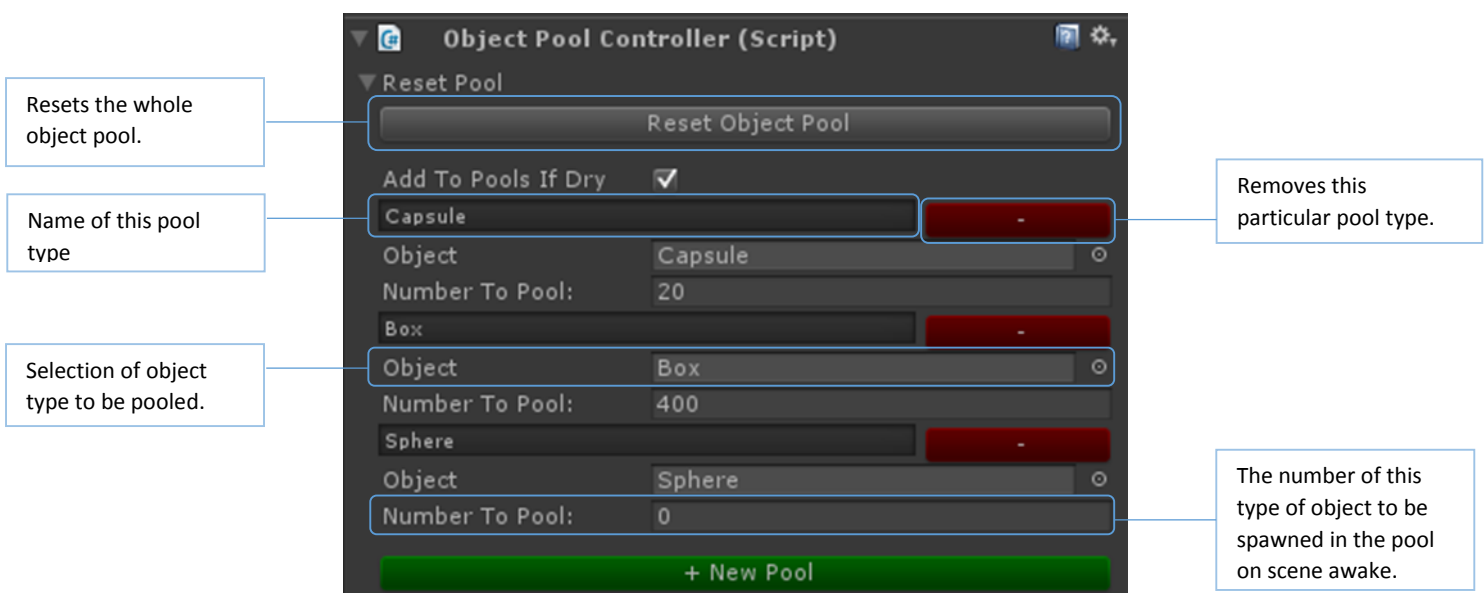 Object Pool Controller (Script)
Reset Pool
Resets the whole
object pool.
Reset Object Pool
Add To Pools If Dry
Removes this
particular pool type.
Name of this pool
type
Capsule
-
Object
Capsule
Number To Pool:
20
Box
-
Selection of object
type to be pooled.
Object
Box
Number To Pool:
400
Sphere
-
Object
Sphere
The number of this
type of object to be
spawned in the pool
on scene awake.
Number To Pool:
0
+ New Pool